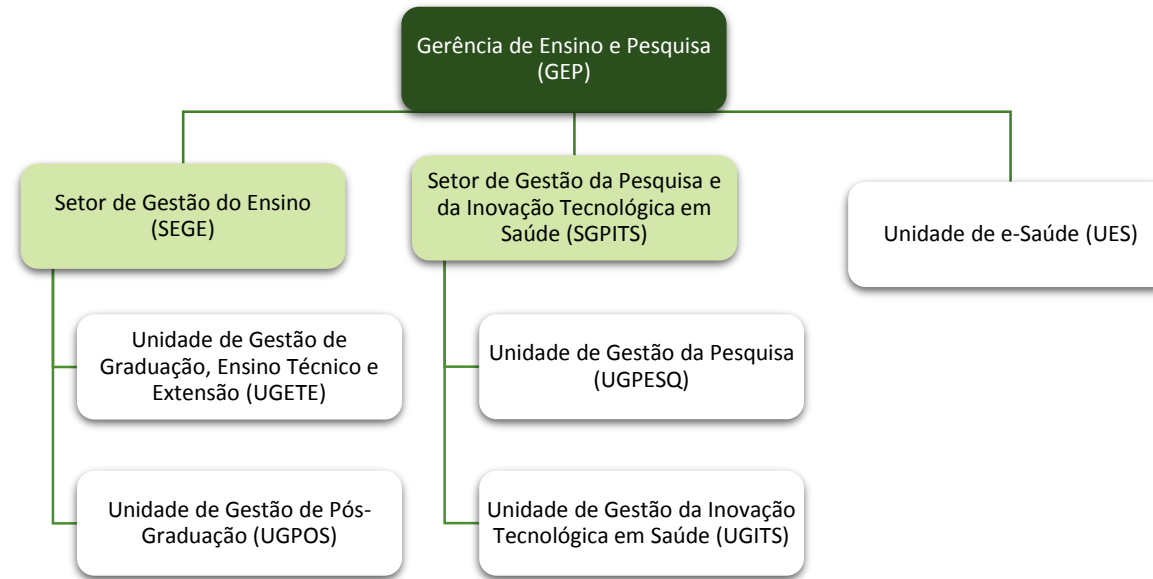 Gerência de Ensino e Pesquisa
(GEP)
Setor de Gestão do Ensino
(SEGE)
Setor de Gestão da Pesquisa e
da Inovação Tecnológica em
Saúde (SGPITS)
Unidade de e-Saúde (UES)
Unidade de Gestão de
Graduação, Ensino Técnico e
Extensão (UGETE)
Unidade de Gestão da Pesquisa
(UGPESQ)
Unidade de Gestão de Pós-
Graduação (UGPOS)
Unidade de Gestão da Inovação
Tecnológica em Saúde (UGITS)